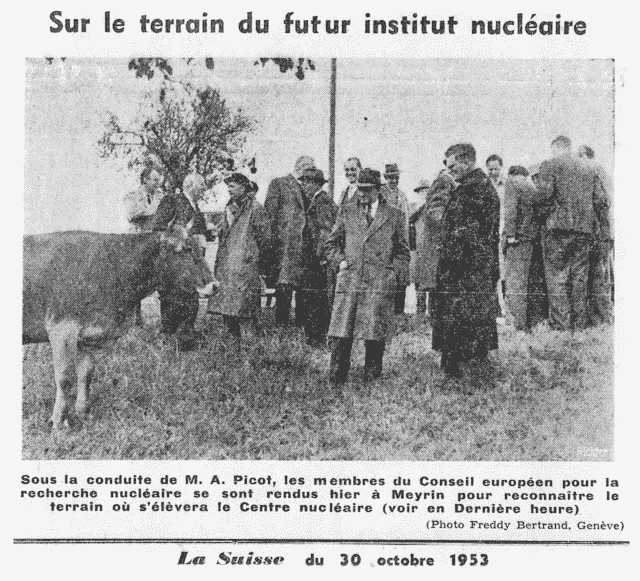 Sur le terrain du futur institut nucléaire
Sous la conduite de M. A. Picot, les membres du Conseil européen pour la
recherche nucléaire se sont rendus hier à Meyrin pour reconnaître le
terrain où s'élèvera le Centre nucléaire (voir en Dernière heure)
(Photo Freddy Bertrand, Genève)
La Suisse du 30 octobre 1953